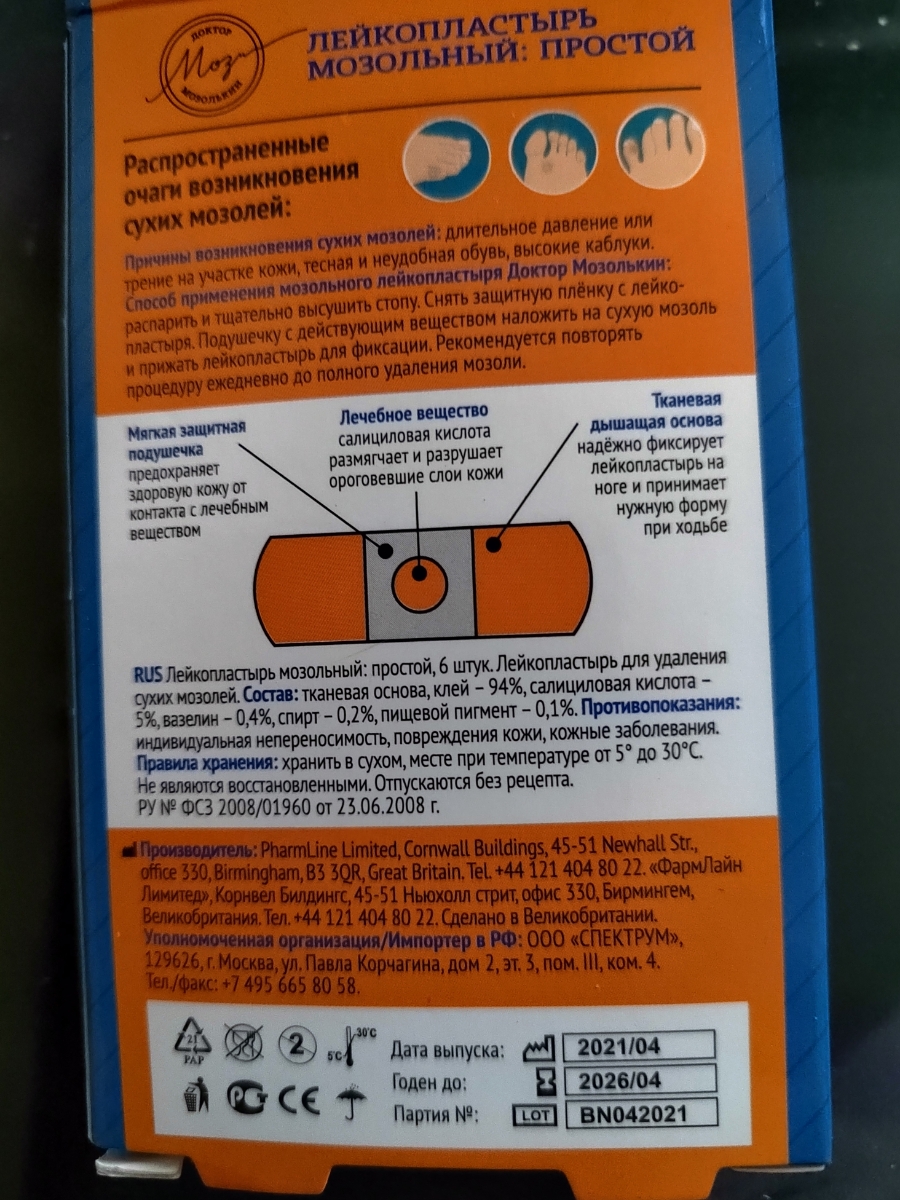 ДОКТОР
Моз
МОЗОЛЬКИН
ЛЕЙКОПЛАСТЫРЬ
МОЗОЛЬНЫЙ: ПРОСТОЙ
Распространенные
очаги возникновения
сухих мозолей:
Причины возникновения сухих мозолей: длительное давление или
трение на участке кожи, тесная и неудобная обувь, высокие каблуки.
Способ применения мозольного лейкопластыря Доктор Мозолькин:
распарить и тщательно высушить стопу. Снять защитную плёнку с лейко-
пластыря. Подушечку с действующим веществом наложить на сухую мозоль
и прижать лейкопластырь для фиксации. Рекомендуется повторять
процедуру ежедневно до полного удаления мозоли.
Мягкая защитная
подушечка
предохраняет
здоровую кожу от
контакта с лечебным
веществом
Лечебное вещество
салициловая кислота
размягчает и разрушает
ороговевшие слои кожи
Тканевая
дышащая основа
надёжно фиксирует
лейкопластырь на
ноге и принимает
нужную форму
при ходьбе
RUS Лейкопластырь мозольный: простой, 6 штук. Лейкопластырь для удаления
сухих мозолей. Состав: тканевая основа, клей – 94%, салициловая кислота –
5%, вазелин – 0,4%, спирт – 0,2%, пищевой пигмент – 0,1%. Противопоказания:
индивидуальная непереносимость, повреждения кожи, кожные заболевания.
Правила хранения: хранить в сухом, месте при температуре от 5° до 30°С.
Не являются восстановленными. Отпускаются без рецепта.
РУ № ФСЗ 2008/01960 от 23.06.2008 г.
Производитель: PharmLine Limited, Cornwall Buildings, 45-51 Newhall Str.,
office 330, Birmingham, B3 3QR, Great Britain. Tel. +44 121 404 80 22. «ФармЛайн
Лимитед», Корнвел Билдингс, 45-51 Ньюхолл стрит, офис 330, Бирмингем,
Великобритания. Тел. +44 121 404 80 22. Сделано в Великобритании.
Уполномоченная организация/Импортер в РФ: ООО «СПЕКТРУМ»,
129626, г. Москва, ул. Павла Корчагина, дом 2, эт. 3, пом. III, ком. 4.
Тел./факс: +7 495 665 80 58.
21
PAP
2
5°C
30°C
РСТ
CE
Дата выпуска: 2021/04
Годен до: 2026/04
Партия №: LOT BN042021